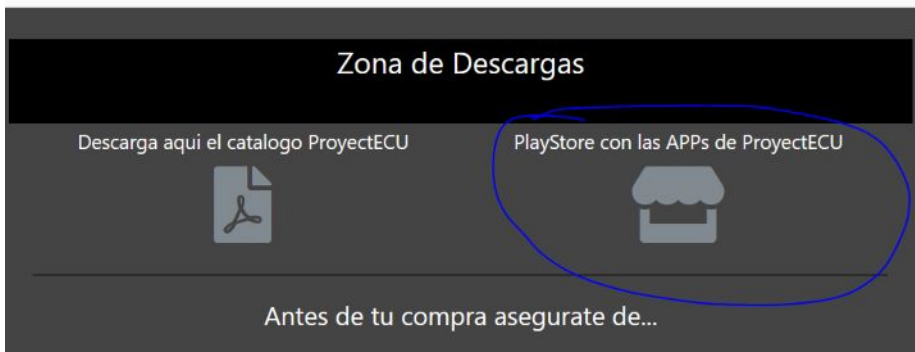 Zona de Descargas
Descarga aqui el catalogo ProyectECU
PlayStore con las APPs de ProyectECU
Antes de tu compra asegurate de...